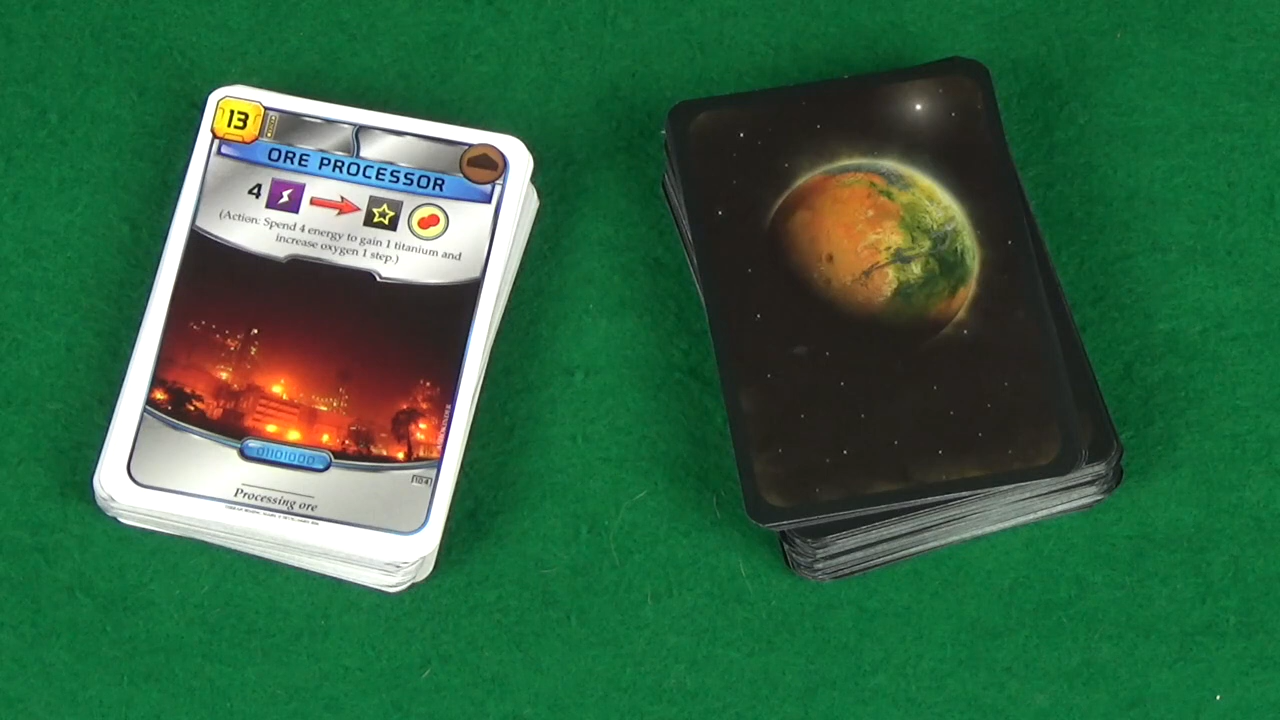 13
ORE PROCESSOR
4
(Action: Spend 4 energy to gain 1 titanium and
increase oxygen 1 step.)
01101000
104
Processing ore